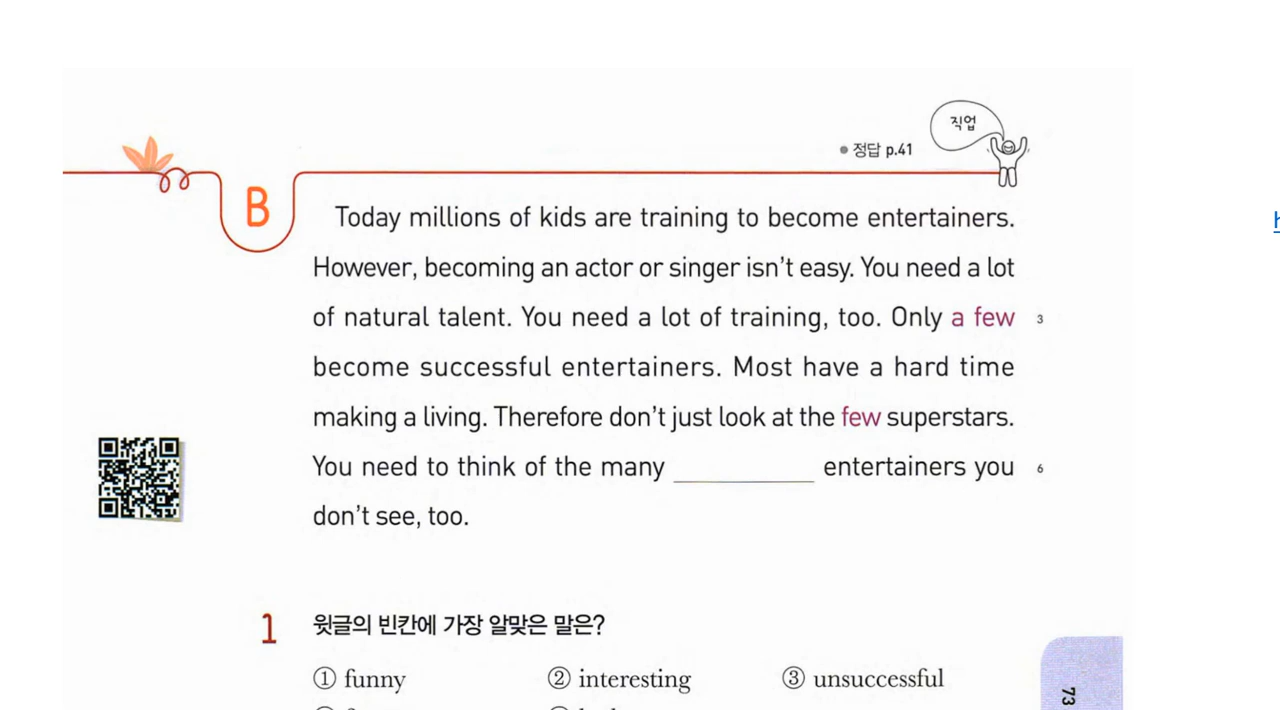 직업
● 정답 p.41
B
Today millions of kids are training to become entertainers.
However, becoming an actor or singer isn't easy. You need a lot
of natural talent. You need a lot of training, too. Only a few 3
become successful entertainers. Most have a hard time
making a living. Therefore don't just look at the few superstars.
You need to think of the many __________ entertainers you 6
don't see, too.
1 윗글의 빈칸에 가장 알맞은 말은?
① funny ② interesting ③ unsuccessful
73